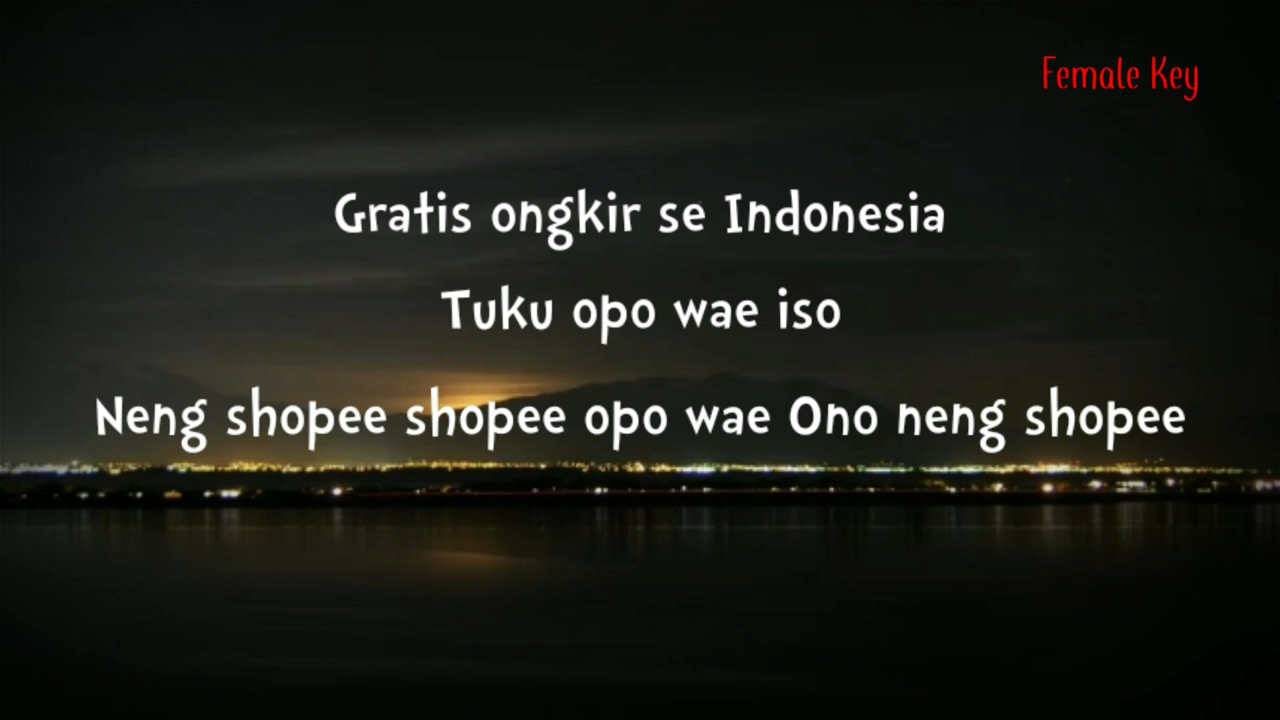 Female Key
Gratis ongkir se Indonesia
Tuku opo wae iso
Neng shopee shopee opo wae Ono neng shopee